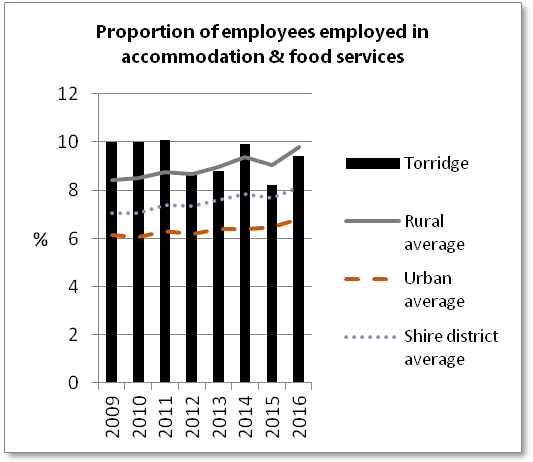 Proportion of employees employed in
accommodation & food services
12
10
8
6
4
2
0
%
2009
2010
2011
2012
2013
2014
2015
2016
Torridge
Rural
average
Urban
average
Shire district
average